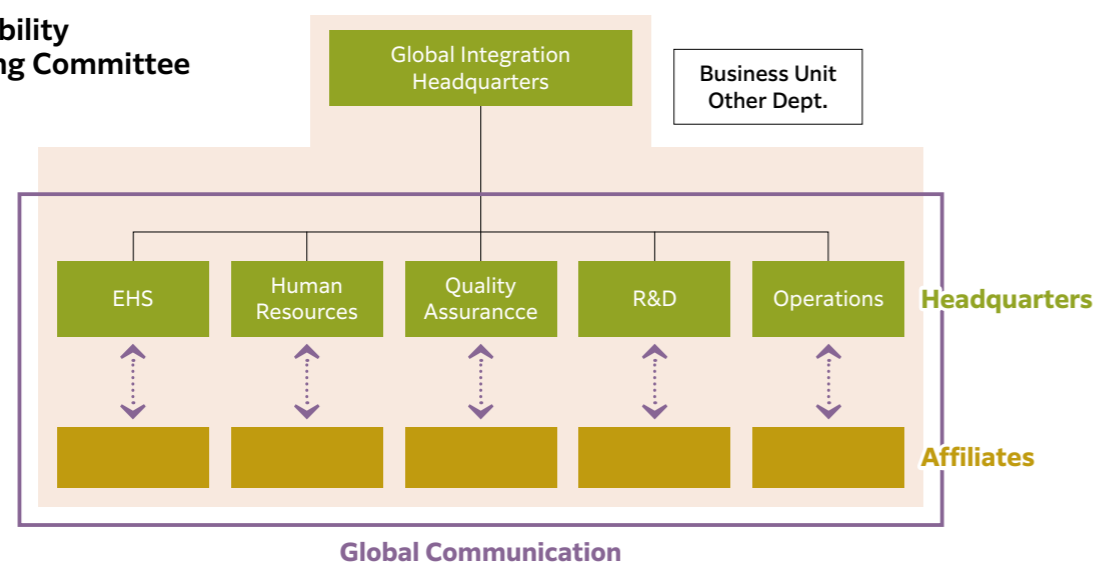 bility
ng Committee
Global Integration
Headquarters
Business Unit
Other Dept.
EHS
Human
Resources
Quality
Assurancce
R&D
Operations
Headquarters
Affiliates
Global Communication